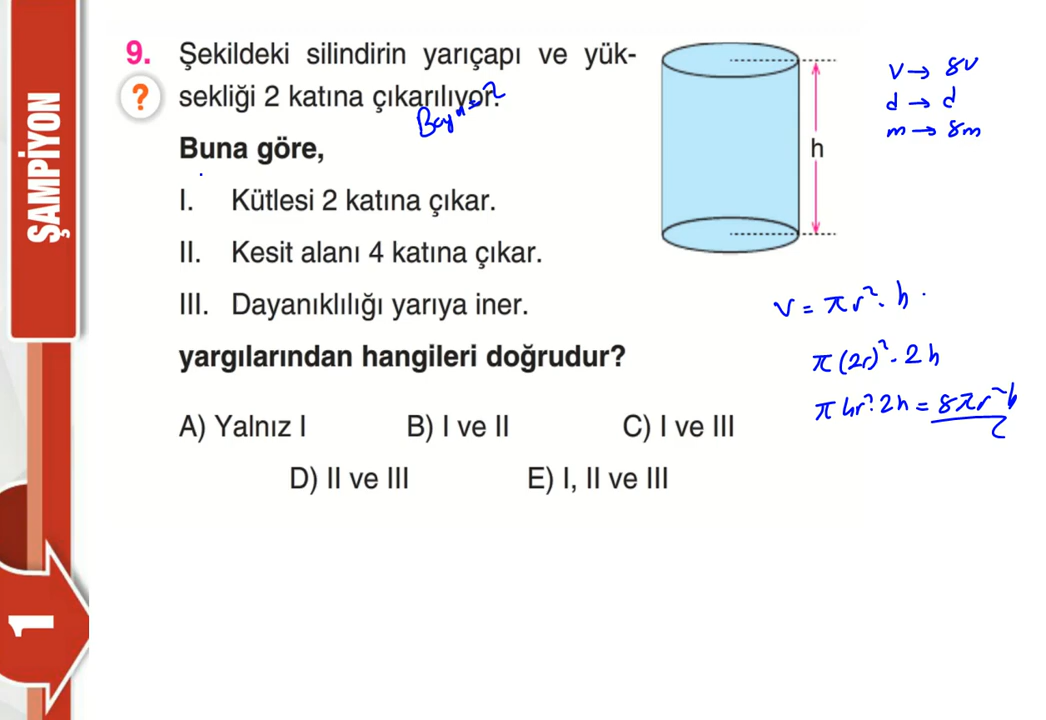 ŞAMPİYON
1
9. Şekildeki silindirin yarıçapı ve yük-
? sekliği 2 katına çıkarılıyor.
Buna göre,
I. Kütlesi 2 katına çıkar.
II. Kesit alanı 4 katına çıkar.
III. Dayanıklılığı yarıya iner.
yargılarından hangileri doğrudur?
A) Yalnız I B) I ve II C) I ve III
D) II ve III E) I, II ve III
h
V → 8V
d → d
m → 8m
V = πr². h.
π(2r)². 2h
π 4r². 2h = 8πr²h